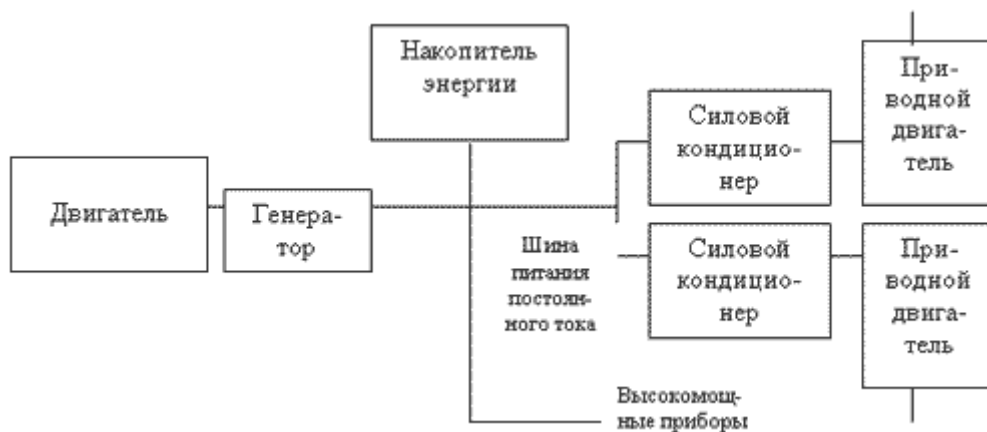 Накопитель
энергии
При-
водной
двига-
тель
Силовой
кондицио-
нер
Двигатель
Генера-
тор
Шина
питания
постоян-
ного тока
Силовой
кондицио-
нер
При-
водной
двига-
тель
Высокомощ-
ные приборы